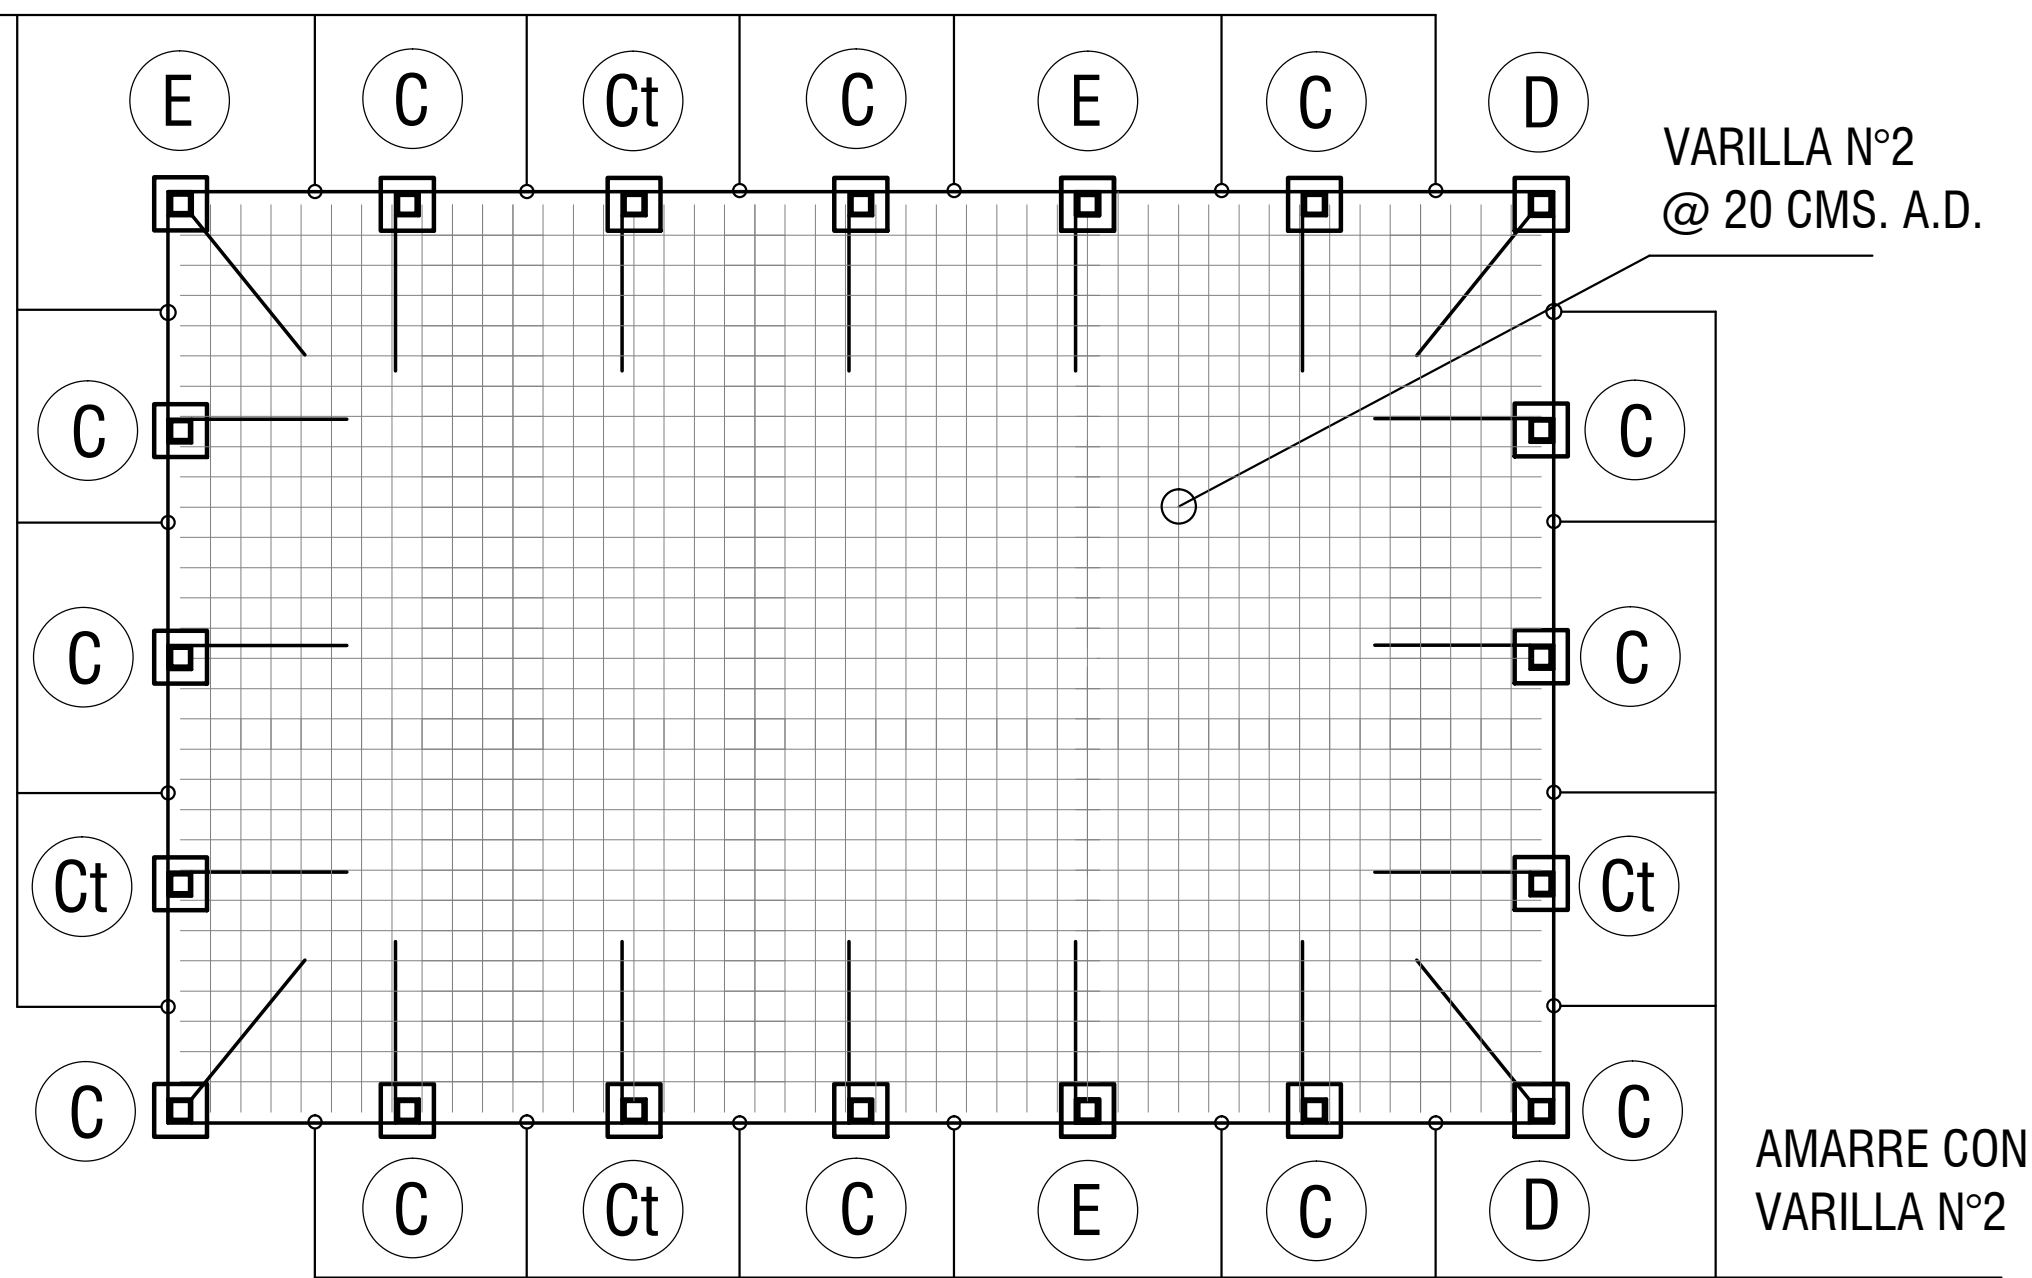 E C Ct C E C D
VARILLA N°2
@ 20 CMS. A.D.
C C
C C
Ct Ct
C C
C Ct C E C D
AMARRE CON
VARILLA N°2